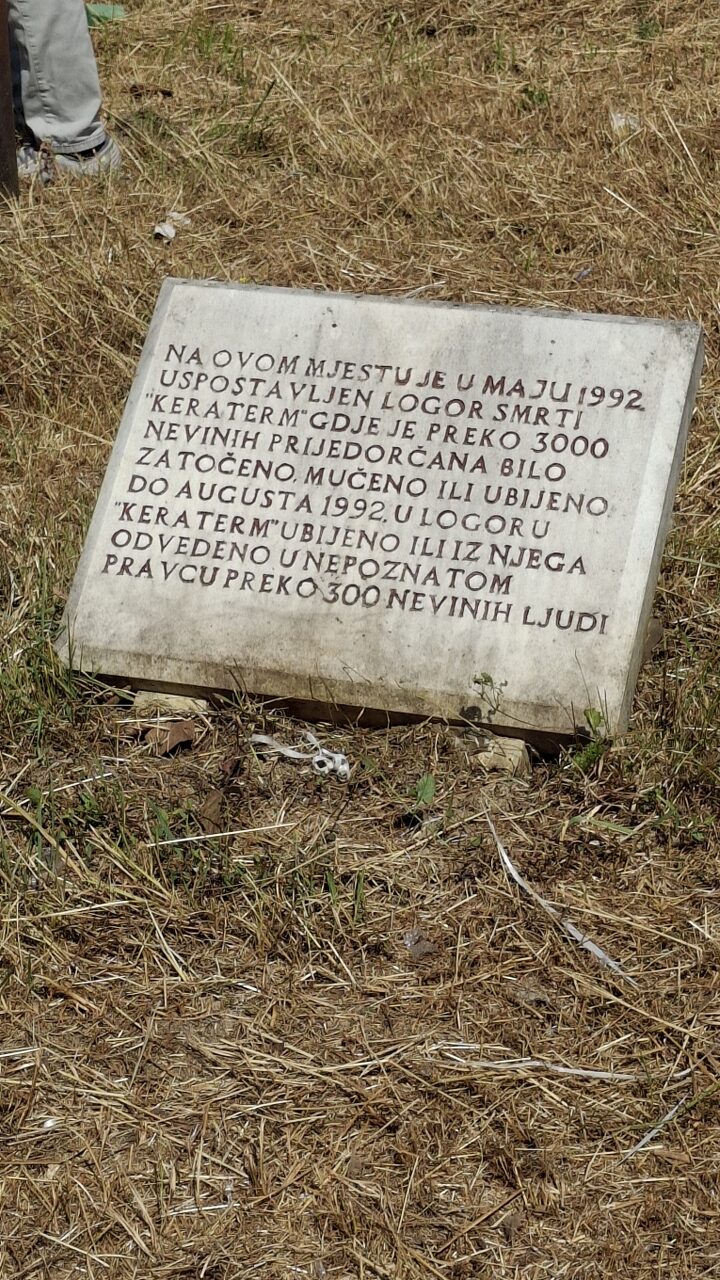 NA OVOM MJESTU JE U MAJU 1992.
USPOSTAVLJEN LOGOR SMRTI
"KERATERM" GDJE JE PREKO 3000
NEVINIH PRIJEDORČANA BILO
ZATOČENO, MUČENO ILI UBIJENO.
DO AUGUSTA 1992. U LOGORU
"KERATERM" UBIJENO ILI IZ NJEGA
ODVEDENO U NEPOZNATOM
PRAVCU PREKO 300 NEVINIH LJUDI